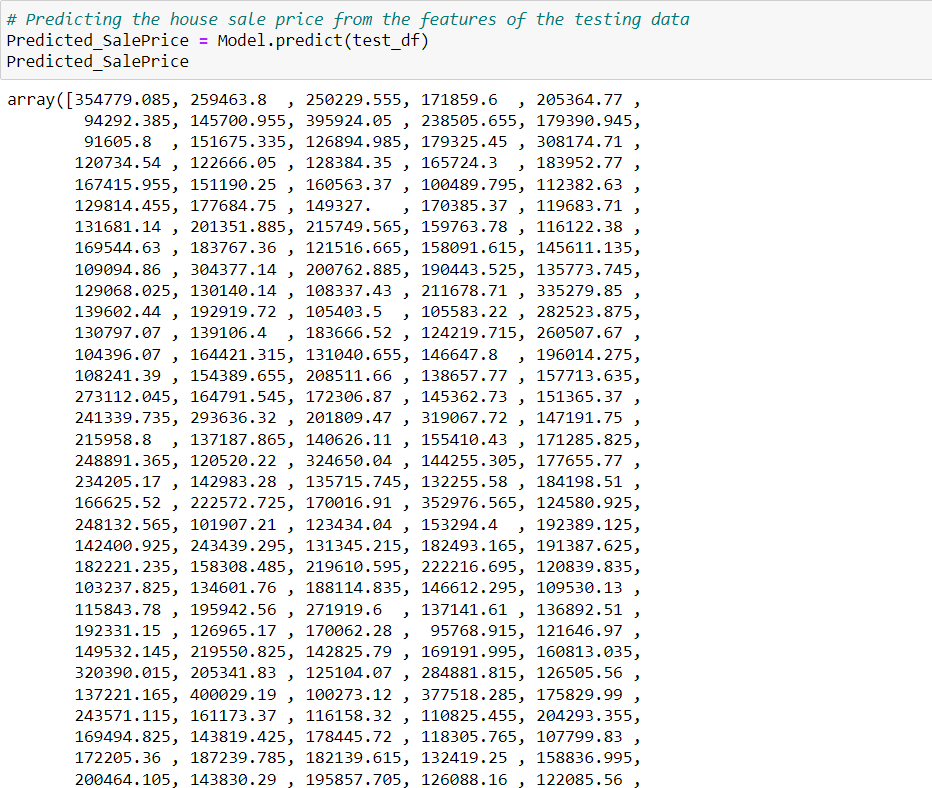 # Predicting the house sale price from the features of the testing data
Predicted_SalePrice = Model.predict(test_df)
Predicted_SalePrice
array([354779.085, 259463.8  , 250229.555, 171859.6  , 205364.77 ,
        94292.385, 145700.955, 395924.05 , 238505.655, 179390.945,
        91605.8  , 151675.335, 126894.985, 179325.45 , 308174.71 ,
       120734.54 , 122666.05 , 128384.35 , 165724.3  , 183952.77 ,
       167415.955, 151190.25 , 160563.37 , 100489.795, 112382.63 ,
       129814.455, 177684.75 , 149327.   , 170385.37 , 119683.71 ,
       131681.14 , 201351.885, 215749.565, 159763.78 , 116122.38 ,
       169544.63 , 183767.36 , 121516.665, 158091.615, 145611.135,
       109094.86 , 304377.14 , 200762.885, 190443.525, 135773.745,
       129068.025, 130140.14 , 108337.43 , 211678.71 , 335279.85 ,
       139602.44 , 192919.72 , 105403.5  , 105583.22 , 282523.875,
       130797.07 , 139106.4  , 183666.52 , 124219.715, 260507.67 ,
       104396.07 , 164421.315, 131040.655, 146647.8  , 196014.275,
       108241.39 , 154389.655, 208511.66 , 138657.77 , 157713.635,
       273112.045, 164791.545, 172306.87 , 145362.73 , 151365.37 ,
       241339.735, 293636.32 , 201809.47 , 319067.72 , 147191.75 ,
       215958.8  , 137187.865, 140626.11 , 155410.43 , 171285.825,
       248891.365, 120520.22 , 324650.04 , 144255.305, 177655.77 ,
       234205.17 , 142983.28 , 135715.745, 132255.58 , 184198.51 ,
       166625.52 , 222572.725, 170016.91 , 352976.565, 124580.925,
       248132.565, 101907.21 , 123434.04 , 153294.4  , 192389.125,
       142400.925, 243439.295, 131345.215, 182493.165, 191387.625,
       182221.235, 158308.485, 219610.595, 222216.695, 120839.835,
       103237.825, 134601.76 , 188114.835, 146612.295, 109530.13 ,
       115843.78 , 195942.56 , 271919.6  , 137141.61 , 136892.51 ,
       192331.15 , 126965.17 , 170062.28 ,  95768.915, 121646.97 ,
       149532.145, 219550.825, 142825.79 , 169191.995, 160813.035,
       320390.015, 205341.83 , 125104.07 , 284881.815, 126505.56 ,
       137221.165, 400029.19 , 100273.12 , 377518.285, 175829.99 ,
       243571.115, 161173.37 , 116158.32 , 110825.455, 204293.355,
       169494.825, 143819.425, 178445.72 , 118305.765, 107799.83 ,
       172205.36 , 187239.785, 182139.615, 132419.25 , 158836.995,
       200464.105, 143830.29 , 195857.705, 126088.16 , 122085.56 ,